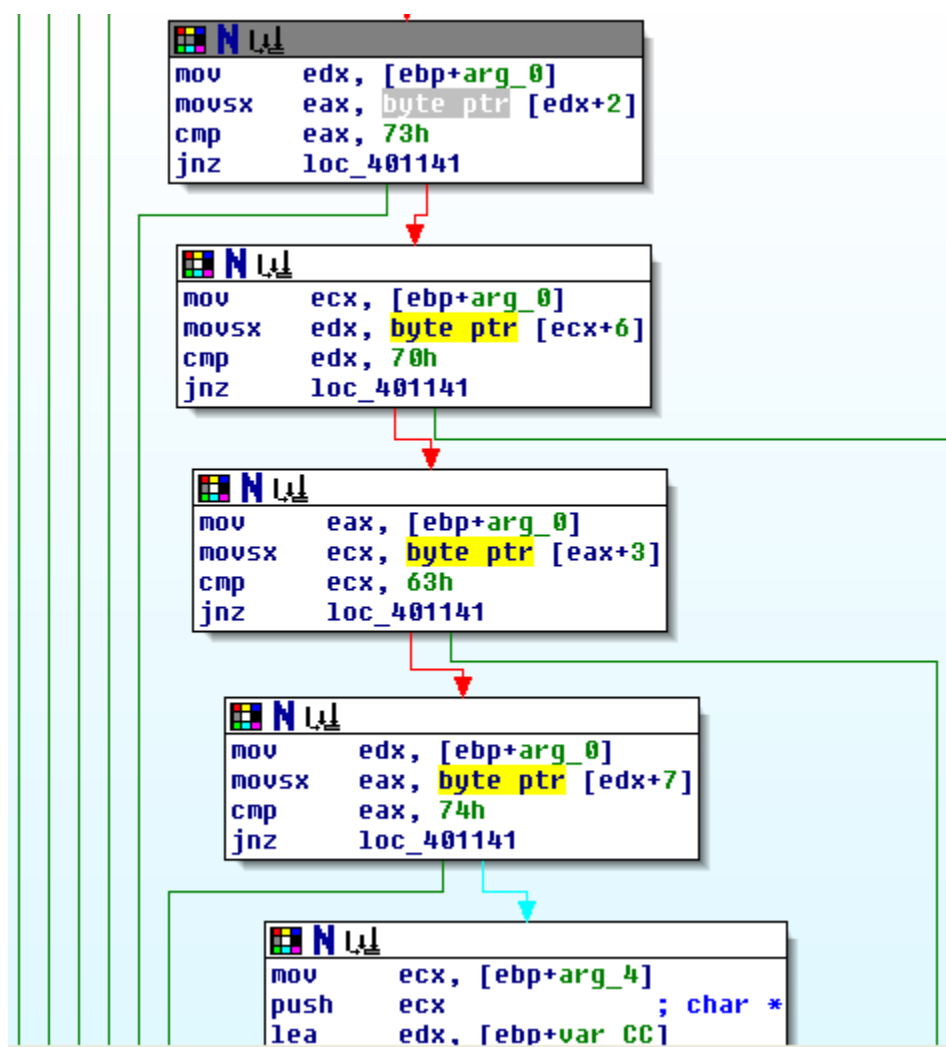 N
mov edx, [ebp+arg_0]
movsx eax, byte ptr [edx+2]
cmp eax, 73h
jnz loc_401141
N
mov ecx, [ebp+arg_0]
movsx edx, byte ptr [ecx+6]
cmp edx, 70h
jnz loc_401141
N
mov eax, [ebp+arg_0]
movsx ecx, byte ptr [eax+3]
cmp ecx, 63h
jnz loc_401141
N
mov edx, [ebp+arg_0]
movsx eax, byte ptr [edx+7]
cmp eax, 74h
jnz loc_401141
N
mov ecx, [ebp+arg_4]
push ecx ; char *
lea edx, [ebp+var_CC]